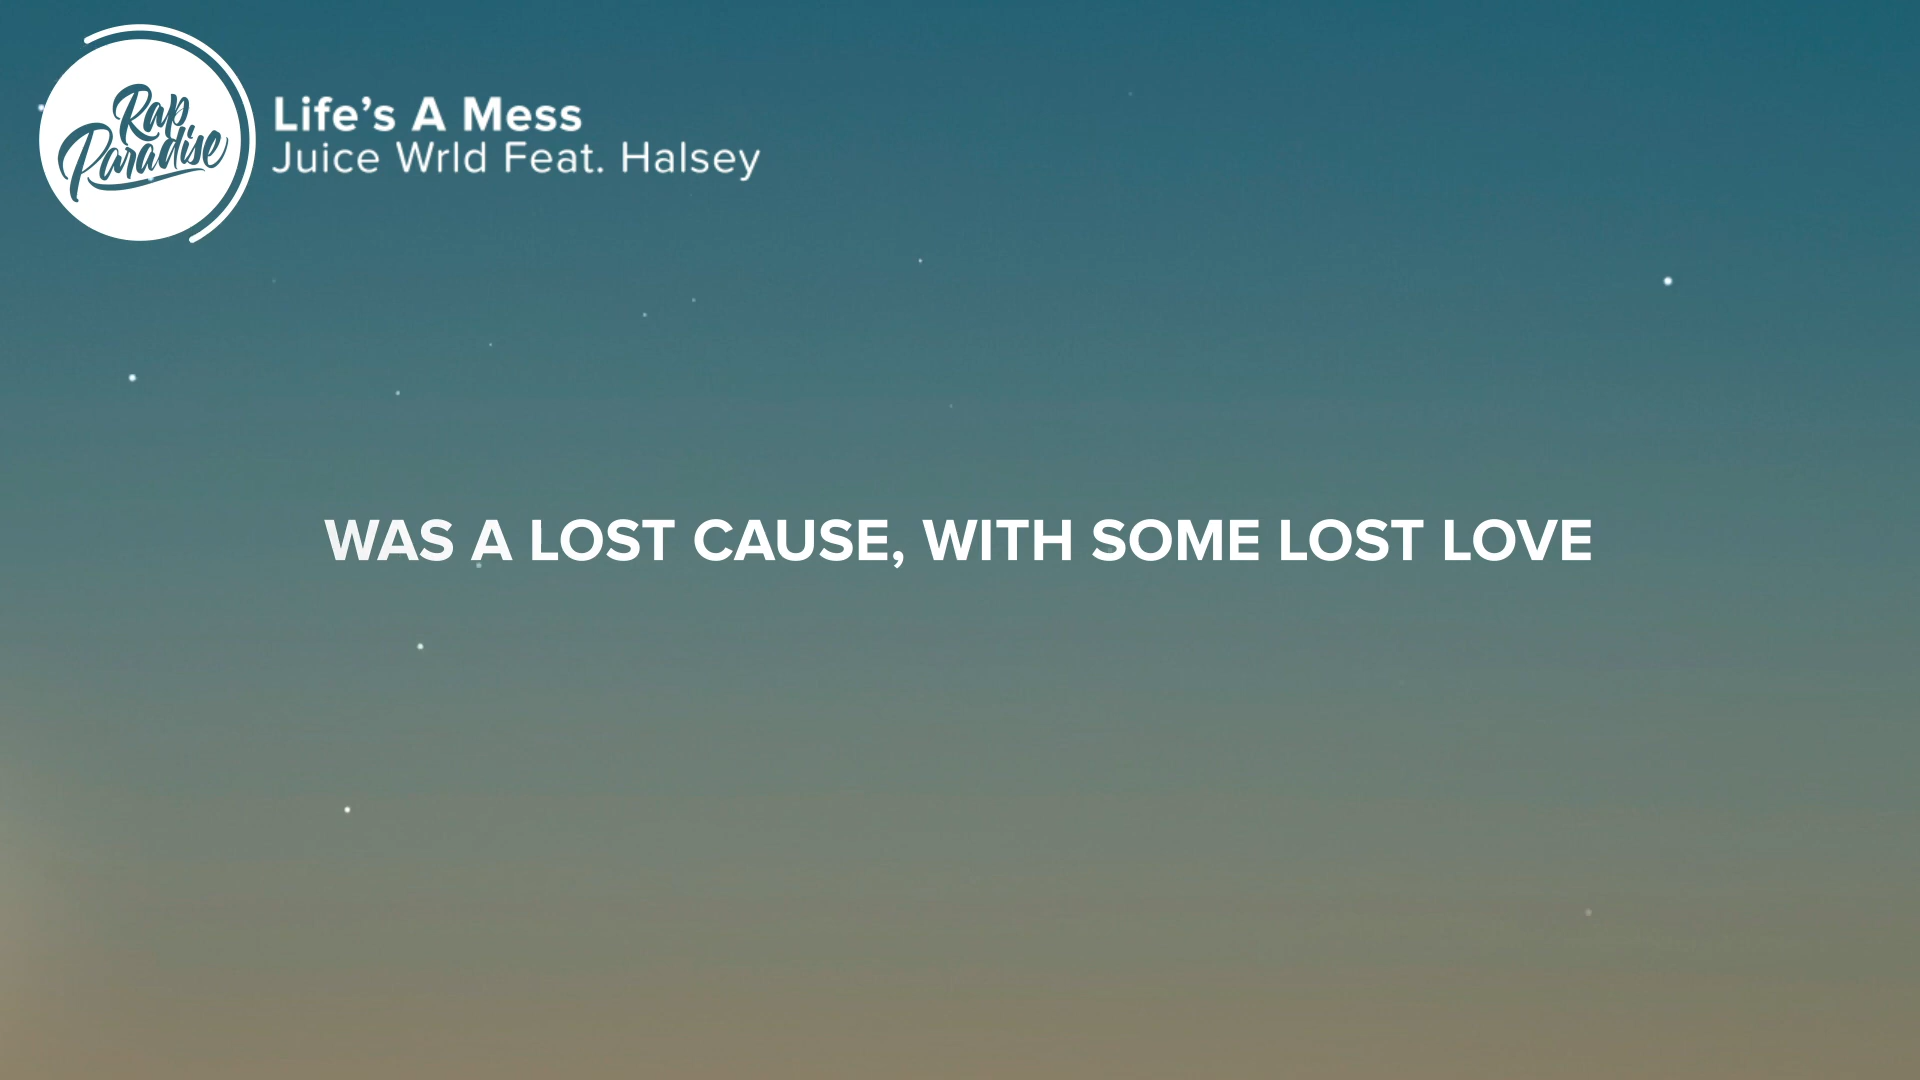 Rap
Paradise
Life’s A Mess
Juice Wrld Feat. Halsey
WAS A LOST CAUSE, WITH SOME LOST LOVE